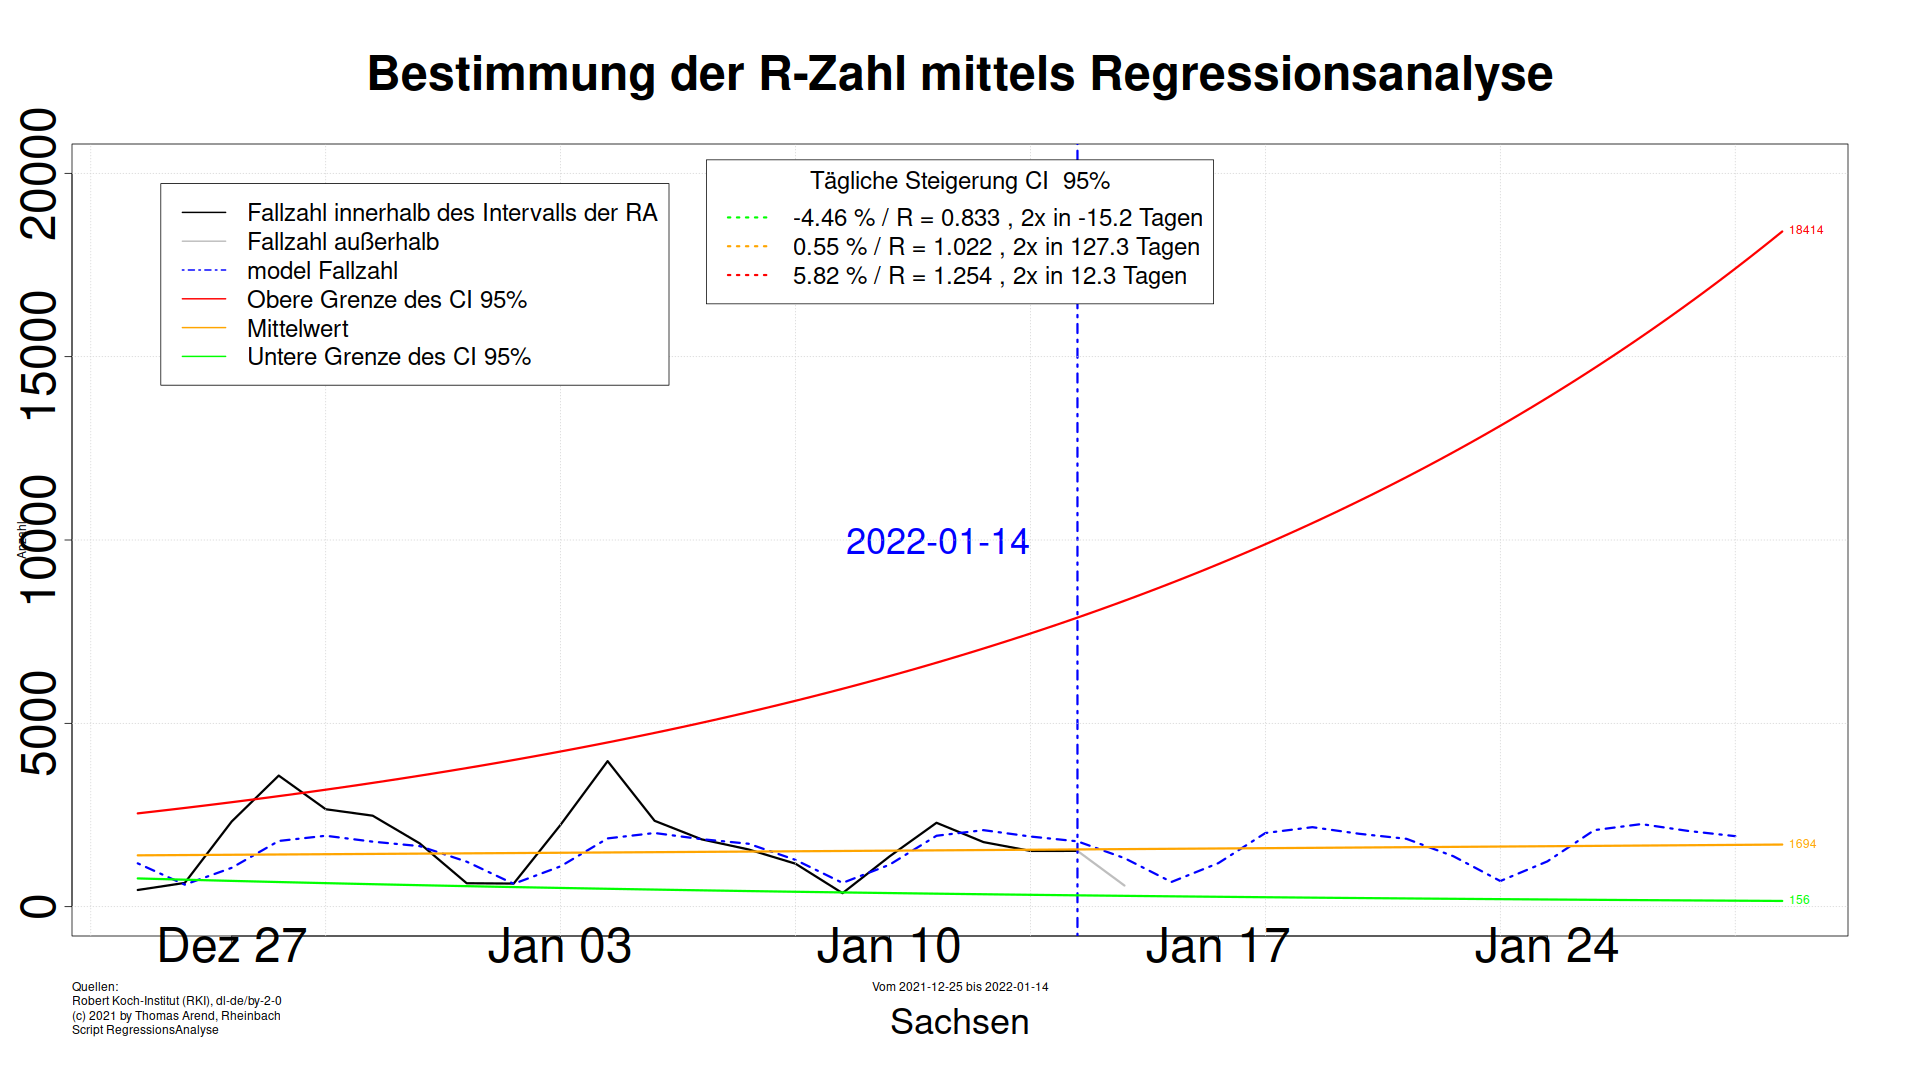 Bestimmung der R-Zahl mittels Regressionsanalyse
Anzahl
20000
15000
10000
5000
0
Fallzahl innerhalb des Intervalls der RA
Fallzahl außerhalb
model Fallzahl
Obere Grenze des CI 95%
Mittelwert
Untere Grenze des CI 95%
Tägliche Steigerung CI 95%
-4.46 % / R = 0.833 , 2x in -15.2 Tagen
0.55 % / R = 1.022 , 2x in 127.3 Tagen
5.82 % / R = 1.254 , 2x in 12.3 Tagen
18414
2022-01-14
1694
156
Dez 27
Jan 03
Jan 10
Jan 17
Jan 24
Quellen:
Robert Koch-Institut (RKI), dl-de/by-2-0
(c) 2021 by Thomas Arend, Rheinbach
Script RegressionsAnalyse
Vom 2021-12-25 bis 2022-01-14
Sachsen